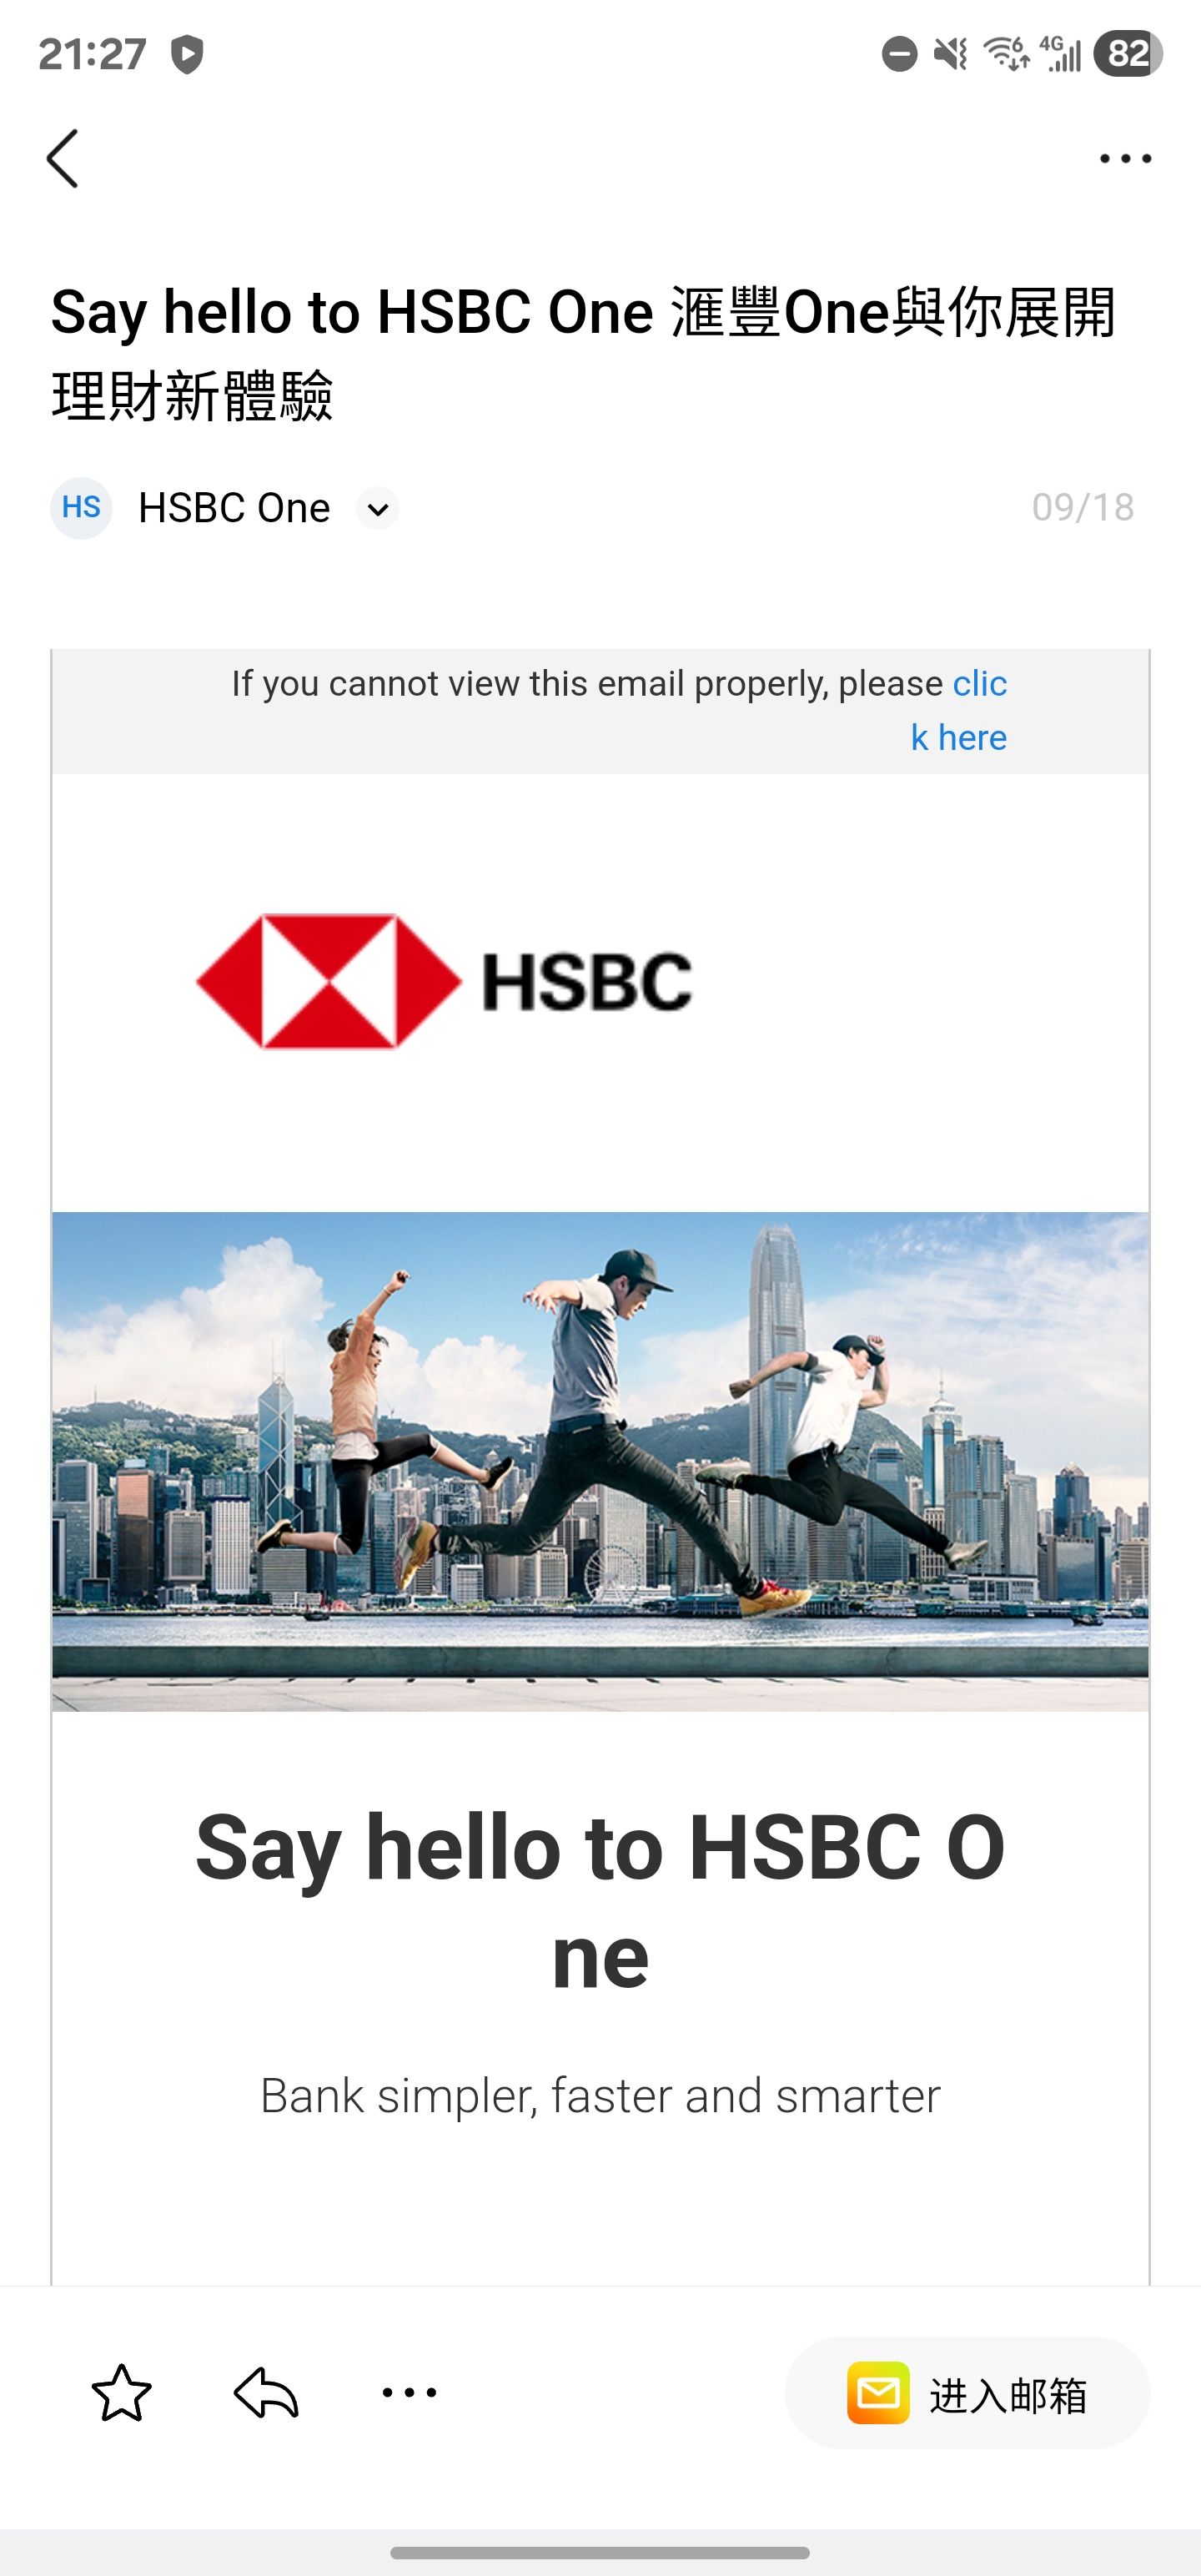 21:27
6
4G
82
Say hello to HSBC One 滙豐One與你展開
理財新體驗
HS
HSBC One
09/18
If you cannot view this email properly, please clic
k here
HSBC
Say hello to HSBC O
ne
Bank simpler, faster and smarter
进入邮箱